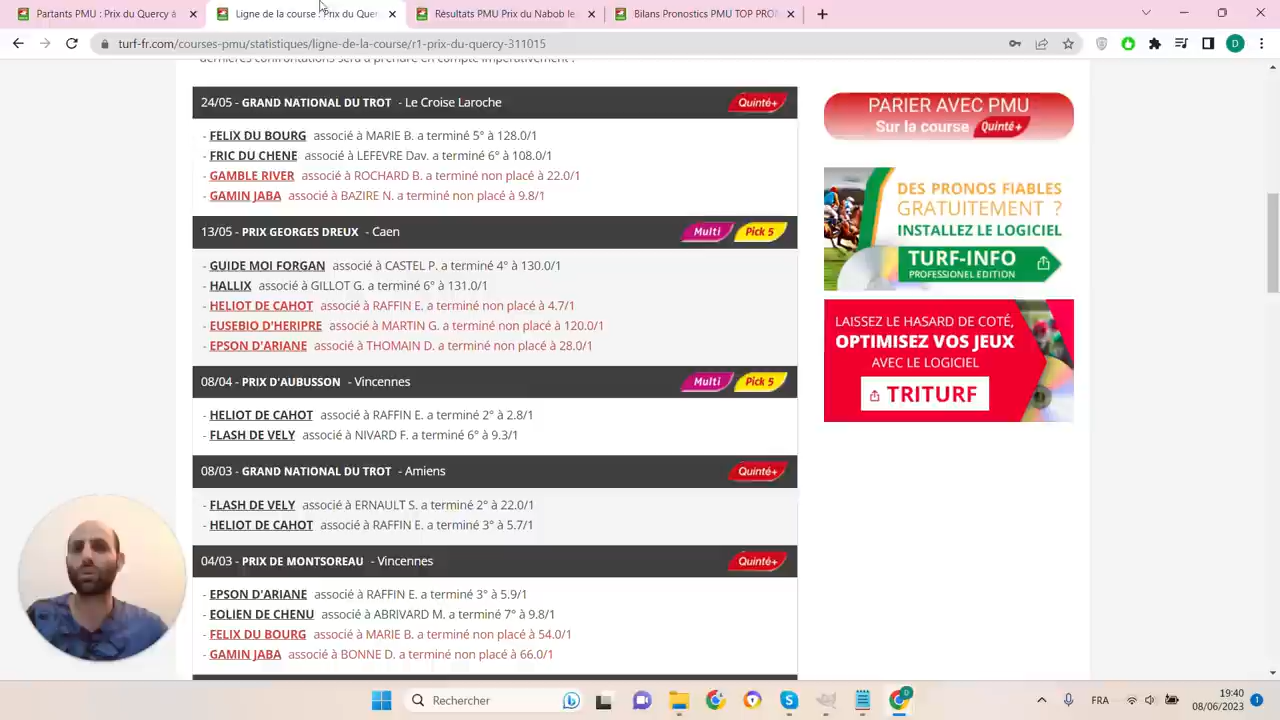 Partants : Prix du Quercy à
Ligne de la course : Prix du Quer
Résultats PMU du Nabob le
Bilans Pronostics PMU TOP PRO
turf-fr.com/courses-pmu/statistiques/ligne-de-la-course/r1-prix-du-quercy-311015
D
dernières confrontations sera à prendre en compte impérativement !
24/05 - GRAND NATIONAL DU TROT - Le Croise Laroche Quinté+
- FELIX DU BOURG associé à MARIE B. a terminé 5° à 128.0/1
- FRIC DU CHENE associé à LEFEVRE Dav. a terminé 6° à 108.0/1
- GAMBLE RIVER associé à ROCHARD B. a terminé non placé à 22.0/1
- GAMIN JABA associé à BAZIRE N. a terminé non placé à 9.8/1
13/05 - PRIX GEORGES DREUX - Caen Multi Pick 5
- GUIDE MOI FORGAN associé à CASTEL P. a terminé 4° à 130.0/1
- HALLIX associé à GILLOT G. a terminé 6° à 131.0/1
- HELIOT DE CAHOT associé à RAFFIN E. a terminé non placé à 4.7/1
- EUSEBIO D'HERIPRE associé à MARTIN G. a terminé non placé à 120.0/1
- EPSON D'ARIANE associé à THOMAIN D. a terminé non placé à 28.0/1
08/04 - PRIX D'AUBUSSON - Vincennes Multi Pick 5
- HELIOT DE CAHOT associé à RAFFIN E. a terminé 2° à 2.8/1
- FLASH DE VELY associé à NIVARD F. a terminé 6° à 9.3/1
08/03 - GRAND NATIONAL DU TROT - Amiens Quinté+
- FLASH DE VELY associé à ERNAULT S. a terminé 2° à 22.0/1
- HELIOT DE CAHOT associé à RAFFIN E. a terminé 3° à 5.7/1
04/03 - PRIX DE MONTSOREAU - Vincennes Quinté+
- EPSON D'ARIANE associé à RAFFIN E. a terminé 3° à 5.9/1
- EOLIEN DE CHENU associé à ABRIVARD M. a terminé 7° à 9.8/1
- FELIX DU BOURG associé à MARIE B. a terminé non placé à 54.0/1
- GAMIN JABA associé à BONNE D. a terminé non placé à 66.0/1
PARIER AVEC PMU
Sur la course Quinté+
DES PRONOS FIABLES
GRATUITEMENT ?
INSTALLEZ LE LOGICIEL
TURF-INFO
PROFESSIONEL EDITION
LAISSEZ LE HASARD DE COTÉ,
OPTIMISEZ VOS JEUX
AVEC LE LOGICIEL
TRITURF
Rechercher
FRA
19:40
08/06/2023